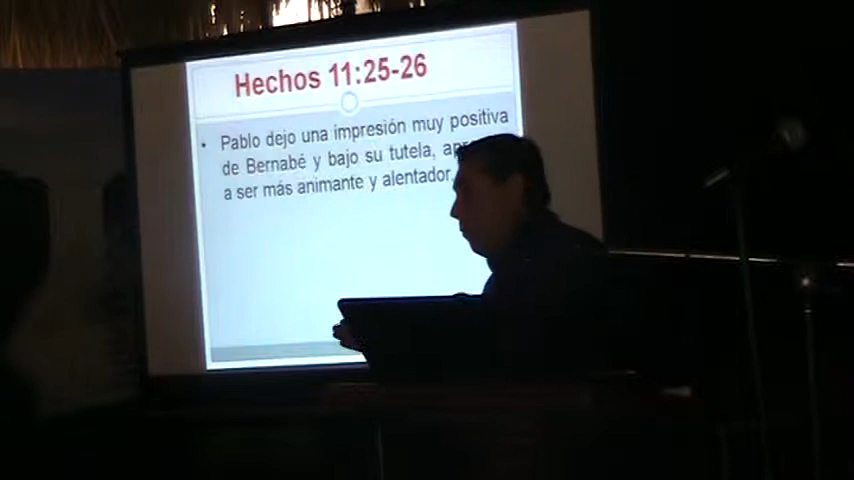 Hechos 11:25-26
• Pablo dejo una impresión muy positiva
de Bernabé y bajo su tutela,
a ser más animante y alentador.